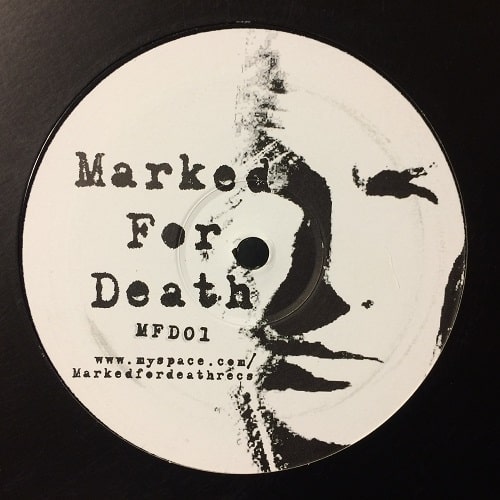 Marked
For
Death
MFD01
www.myspace.com/
Markedfordeathrecs